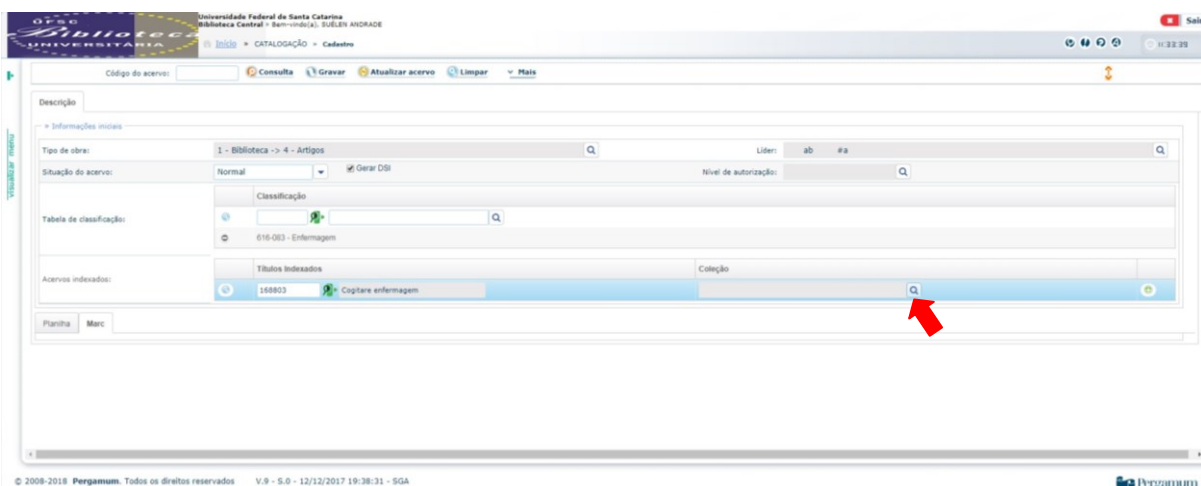 UFSC
Biblioteca
UNIVERSITÁRIA
Universidade Federal de Santa Catarina
Biblioteca Central - Bem-vindo(a), SUÉLEN ANDRADE
Início > CATALOGAÇÃO > Cadastro
Sair
11:33:39
visualizar menu
Código do acervo: Consulta Gravar Atualizar acervo Limpar Mais
Descrição
» Informações iniciais
Tipo de obra: 1 - Biblioteca -> 4 - Artigos Líder: ab #a
Situação do acervo: Normal Gerar DSI Nível de autorização:
Tabela de classificação: Classificação
616-083 - Enfermagem
Acervos indexados: Títulos Indexados Coleção
168803 Cogitare enfermagem
Planilha Marc
© 2008-2018 Pergamum. Todos os direitos reservados V.9 - S.0 - 12/12/2017 19:38:31 - SGA
Pergamum